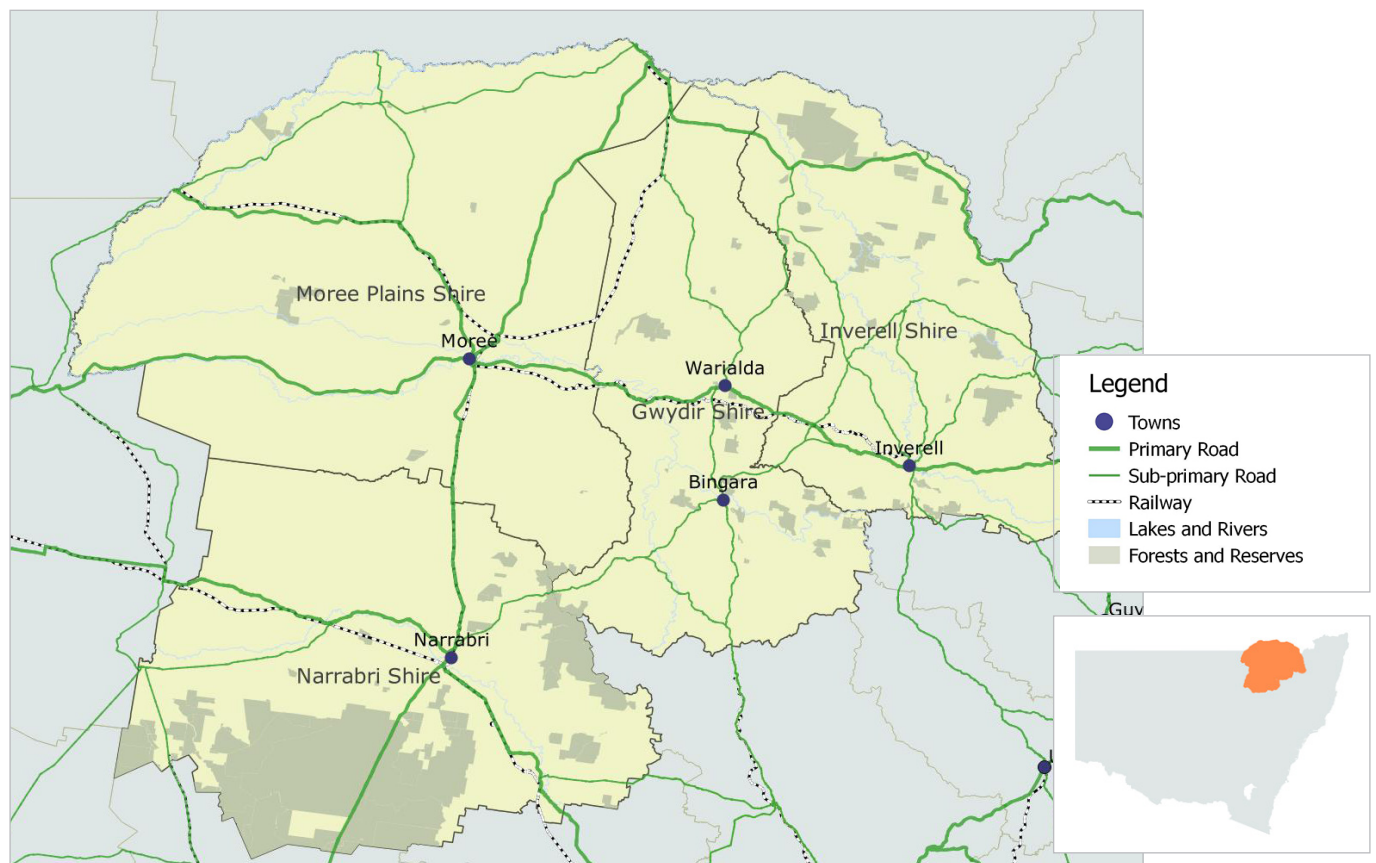 Moree Plains Shire
Moree
Inverell Shire
Warialda
Gwydir Shire
Inverell
Bingara
Narrabri
Narrabri Shire
Legend
Towns
Primary Road
Sub-primary Road
Railway
Lakes and Rivers
Forests and Reserves
Guy